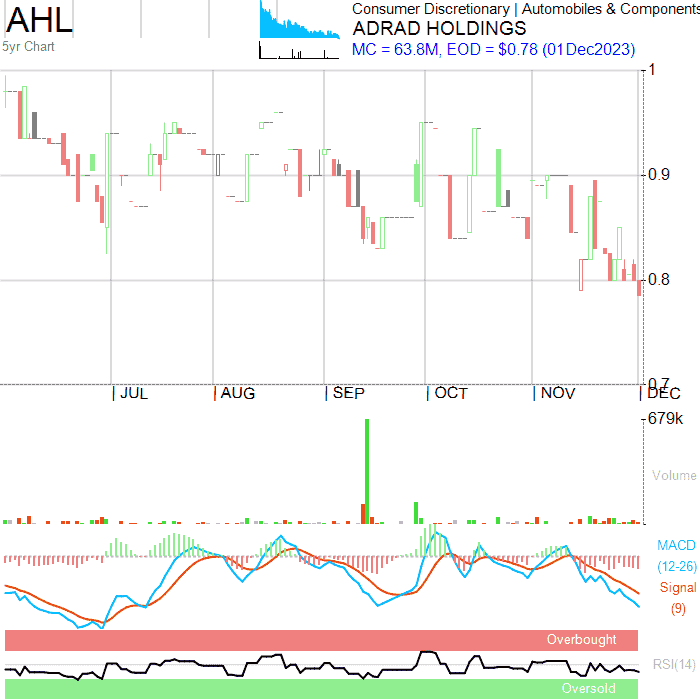 AHL
5yr Chart
Consumer Discretionary | Automobiles & Components
ADRAD HOLDINGS
MC = 63.8M, EOD = $0.78 (01Dec2023)
1
0.9
0.8
0.7
JUL AUG SEP OCT NOV DEC
679k
Volume
MACD
(12-26)
Signal
(9)
Overbought
RSI(14)
Oversold